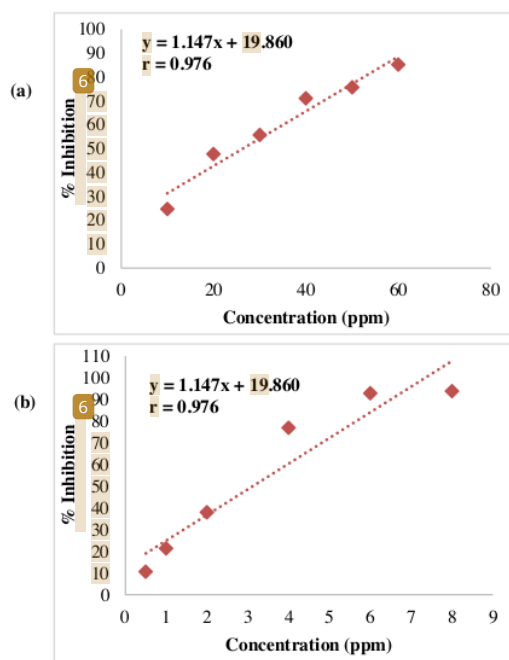 (a)
y = 1.147x + 19.860
r = 0.976
% Inhibition
6
100
90
80
70
60
50
40
30
20
10
0
0 20 40 60 80
Concentration (ppm)
(b)
y = 1.147x + 19.860
r = 0.976
% Inhibition
6
110
100
90
80
70
60
50
40
30
20
10
0
0 1 2 3 4 5 6 7 8 9
Concentration (ppm)